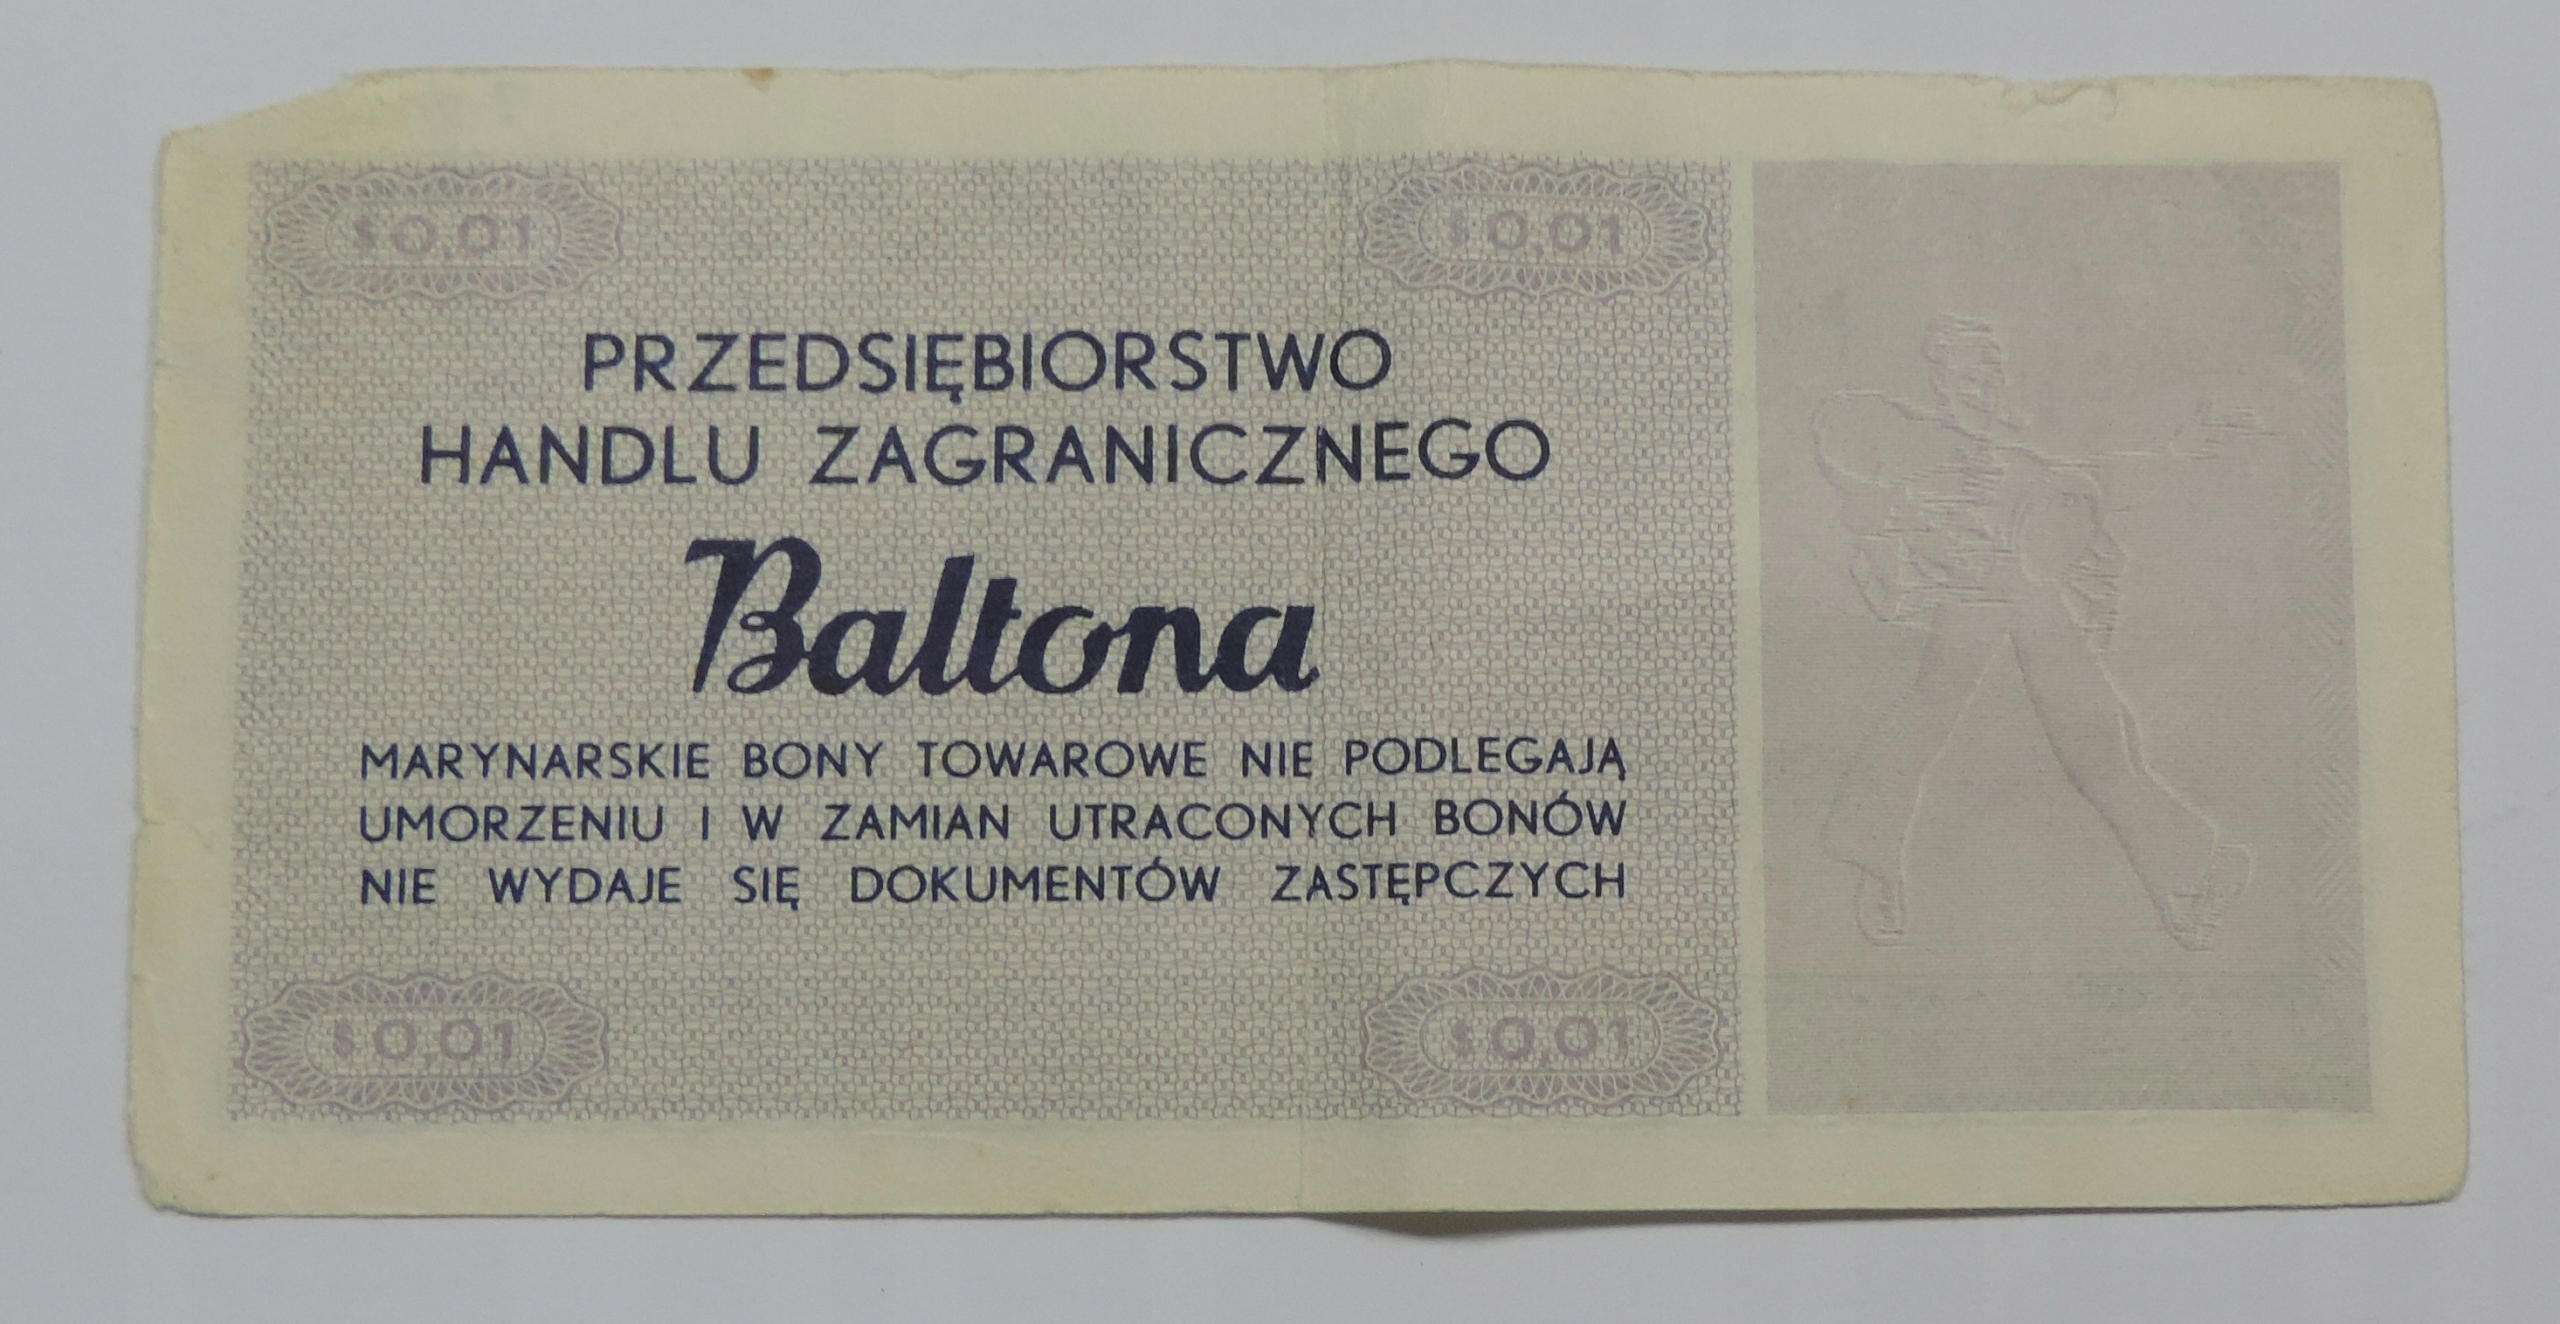 $ 0,01 $ 0,01
PRZEDSIĘBIORSTWO
HANDLU ZAGRANICZNEGO
Baltona
MARYNARSKIE BONY TOWAROWE NIE PODLEGAJĄ
UMORZENIU I W ZAMIAN UTRACONYCH BONÓW
NIE WYDAJE SIĘ DOKUMENTÓW ZASTĘPCZYCH
$ 0,01 $ 0,01